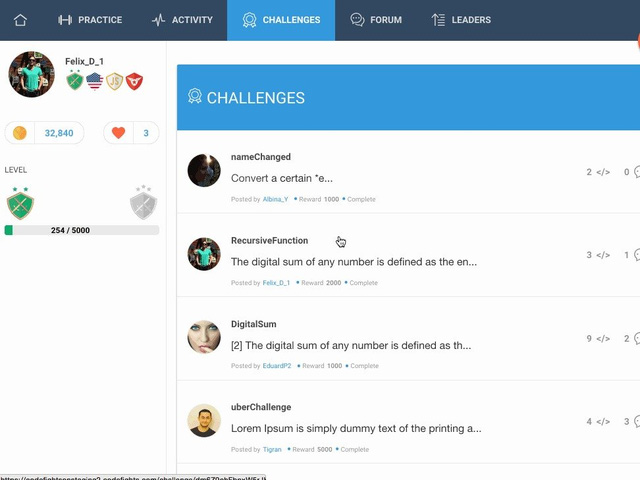 PRACTICE
ACTIVITY
CHALLENGES
FORUM
LEADERS
Felix_D_1
32,840
3
LEVEL
254 / 5000
CHALLENGES
nameChanged
Convert a certain *e...
Posted by Albina_Y • Reward 1000 • Complete
2 </> 0
RecursiveFunction
The digital sum of any number is defined as the en...
Posted by Felix_D_1 • Reward 2000 • Complete
3 </> 1
DigitalSum
[2] The digital sum of any number is defined as th...
Posted by EduardP2 • Reward 1000 • Complete
9 </> 2
uberChallenge
Lorem Ipsum is simply dummy text of the printing a...
Posted by Tigran • Reward 5000 • Complete
4 </> 3